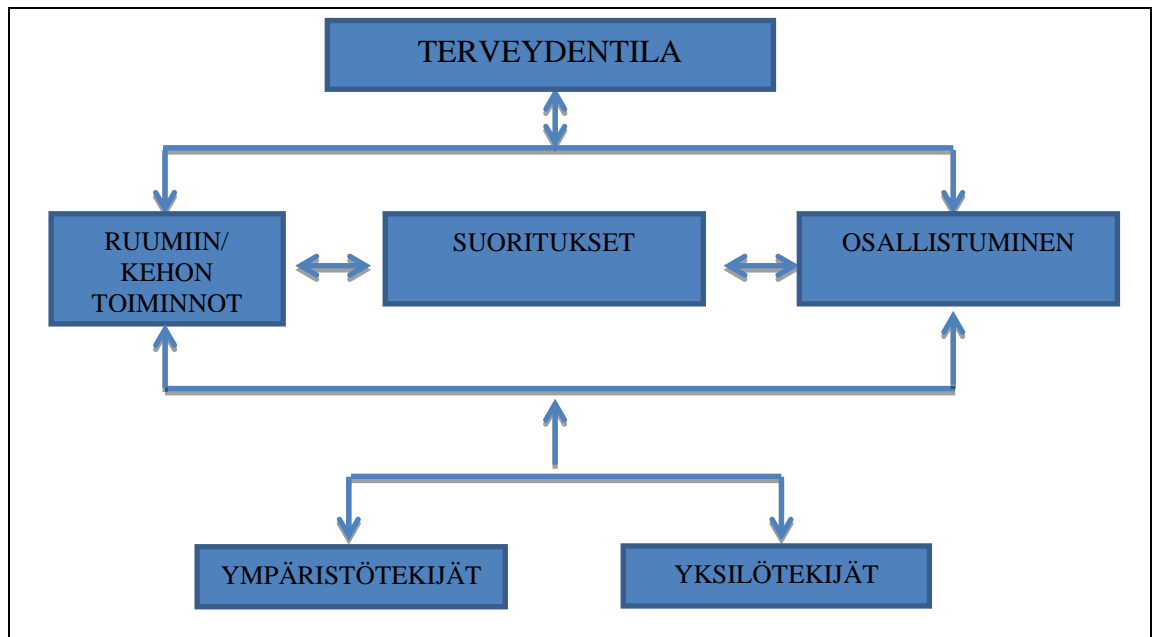 TERVEYDENTILA
RUUMIIN/
KEHON
TOIMINNOT
SUORITUKSET
OSALLISTUMINEN
YMPÄRISTÖTEKIJÄT
YKSILÖTEKIJÄT